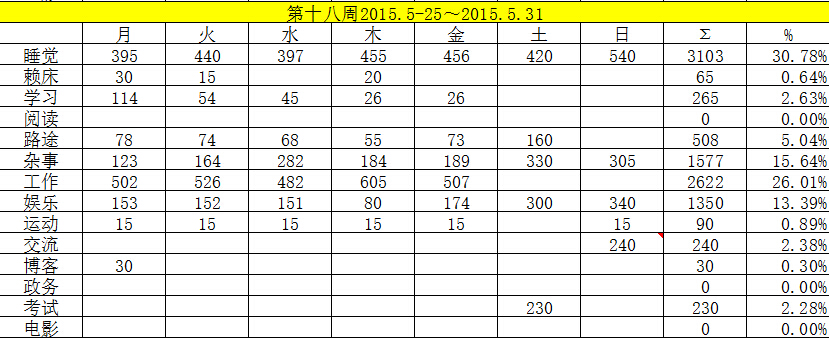 第十八周2015.5-25～2015.5.31
月 火 水 木 金 土 日 Σ %
睡觉 395 440 397 455 456 420 540 3103 30.78%
赖床 30 15 20 65 0.64%
学习 114 54 45 26 26 265 2.63%
阅读 0 0.00%
路途 78 74 68 55 73 160 508 5.04%
杂事 123 164 282 184 189 330 305 1577 15.64%
工作 502 526 482 605 507 2622 26.01%
娱乐 153 152 151 80 174 300 340 1350 13.39%
运动 15 15 15 15 15 15 90 0.89%
交流 240 240 2.38%
博客 30 30 0.30%
政务 0 0.00%
考试 230 230 2.28%
电影 0 0.00%